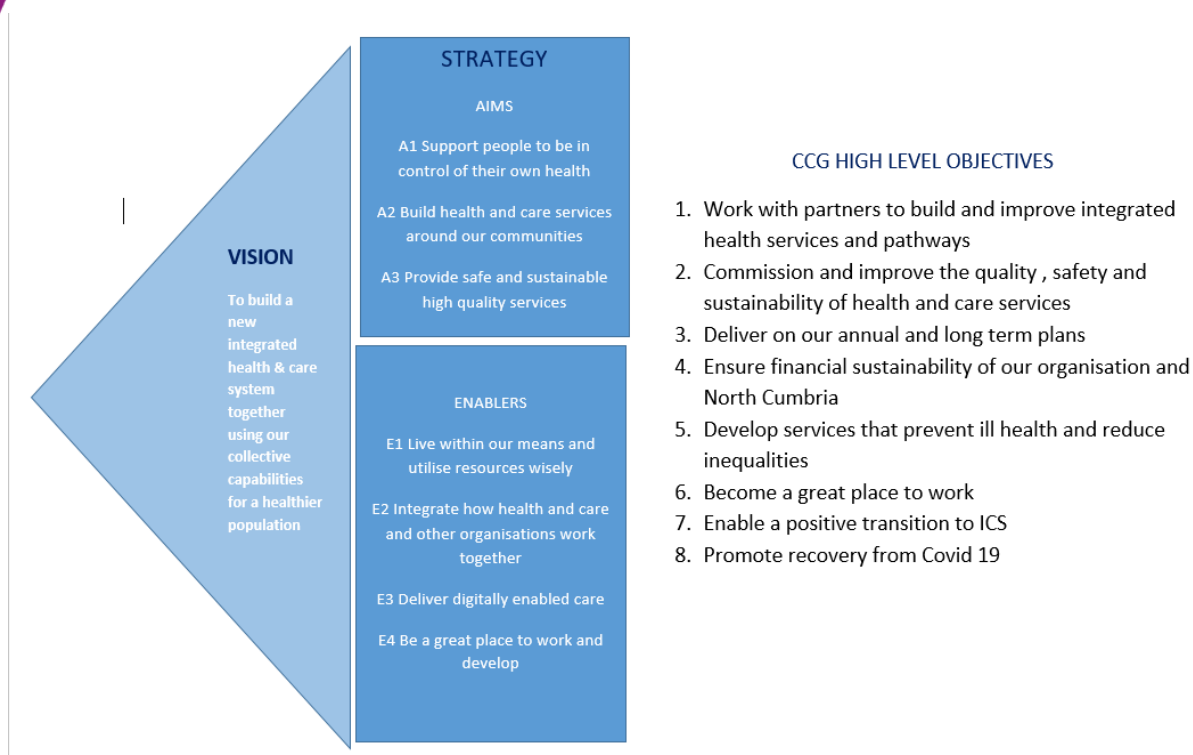 VISION
To build a
new
integrated
health & care
system
together
using our
collective
capabilities
for a healthier
population
STRATEGY
AIMS
A1 Support people to be in
control of their own health
A2 Build health and care services
around our communities
A3 Provide safe and sustainable
high quality services
ENABLERS
E1 Live within our means and
utilise resources wisely
E2 Integrate how health and care
and other organisations work
together
E3 Deliver digitally enabled care
E4 Be a great place to work and
develop
CCG HIGH LEVEL OBJECTIVES
1. Work with partners to build and improve integrated
health services and pathways
2. Commission and improve the quality , safety and
sustainability of health and care services
3. Deliver on our annual and long term plans
4. Ensure financial sustainability of our organisation and
North Cumbria
5. Develop services that prevent ill health and reduce
inequalities
6. Become a great place to work
7. Enable a positive transition to ICS
8. Promote recovery from Covid 19